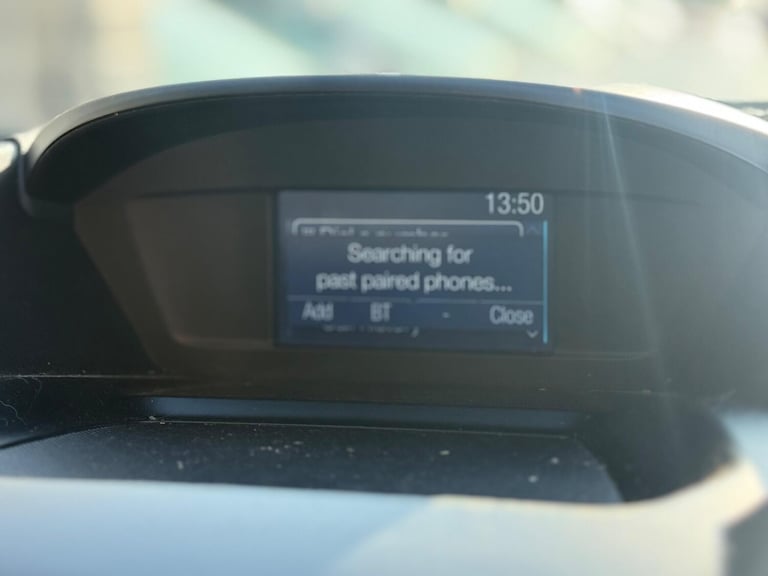 13:50
Searching for
past paired phones...
Add BT - Close